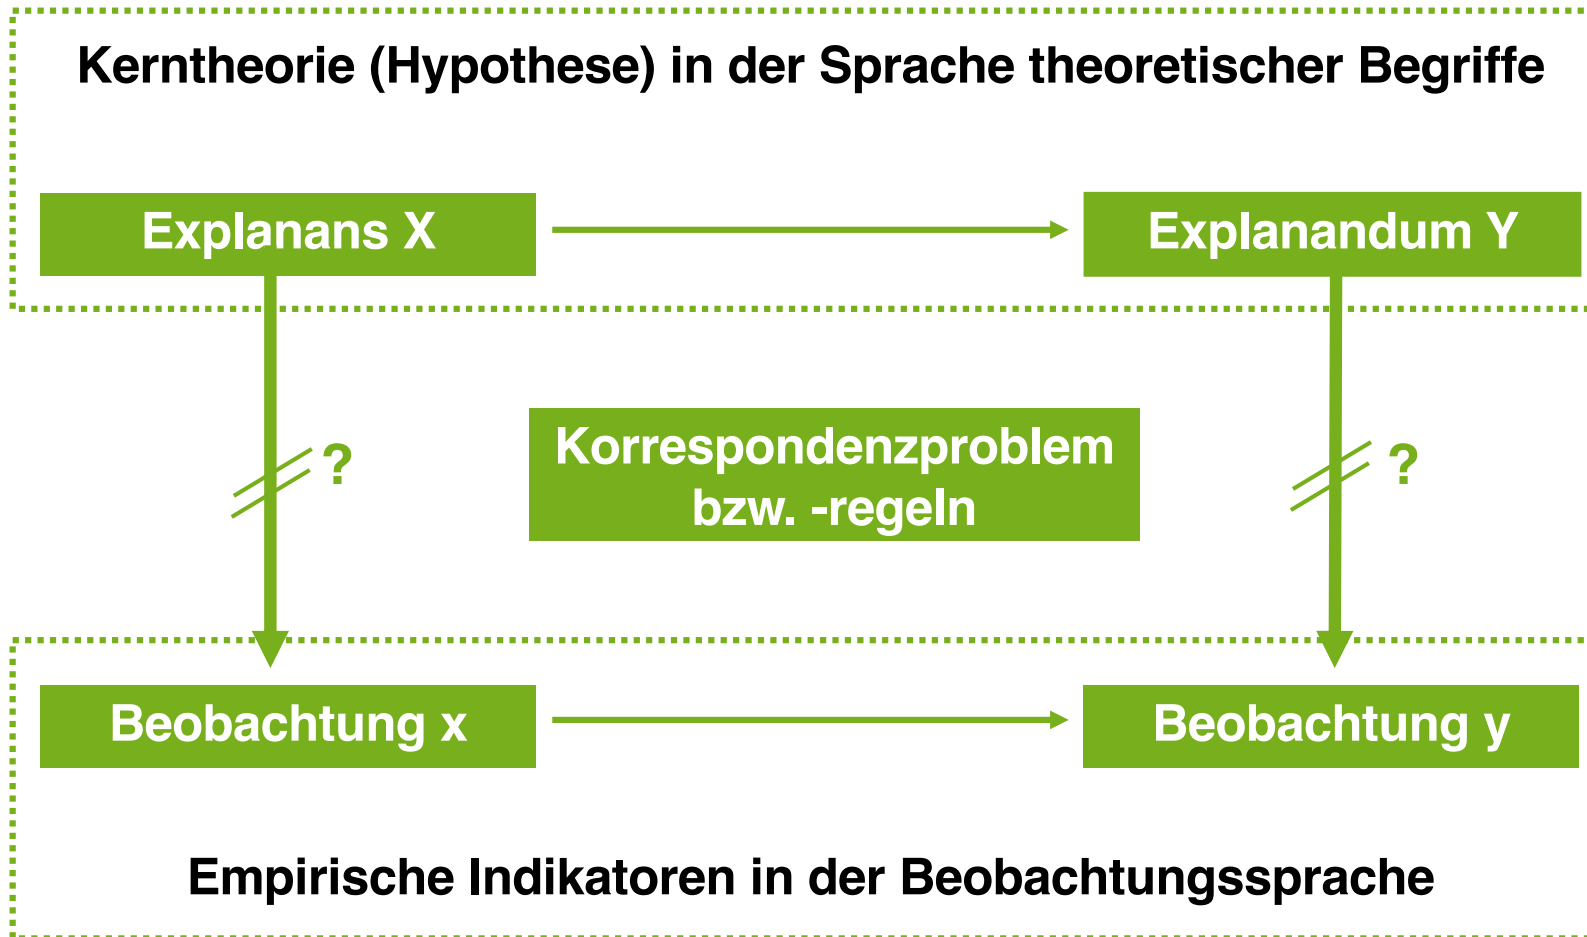 Kerntheorie (Hypothese) in der Sprache theoretischer Begriffe
Explanans X
Explanandum Y
?
Korrespondenzproblem
bzw. -regeln
?
Beobachtung x
Beobachtung y
Empirische Indikatoren in der Beobachtungssprache